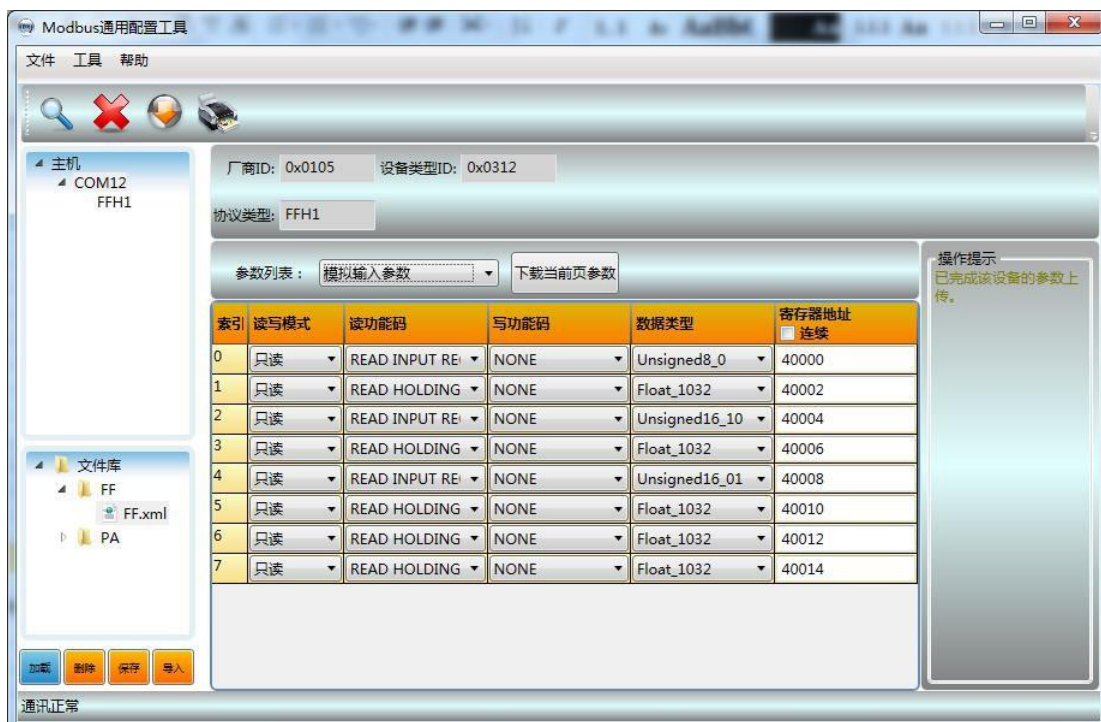 Modbus通用配置工具
文件 工具 帮助
主机
COM12
FFH1
厂商ID: 0x0105 设备类型ID: 0x0312
协议类型: FFH1
参数列表： 模拟输入参数 下载当前页参数
操作提示
已完成该设备的参数上
传。
索引 读写模式 读功能码 写功能码 数据类型 寄存器地址
连续
0 只读 READ INPUT RE NONE Unsigned8_0 40000
1 只读 READ HOLDING NONE Float_1032 40002
2 只读 READ INPUT RE NONE Unsigned16_10 40004
3 只读 READ HOLDING NONE Float_1032 40006
4 只读 READ INPUT RE NONE Unsigned16_01 40008
5 只读 READ HOLDING NONE Float_1032 40010
6 只读 READ HOLDING NONE Float_1032 40012
7 只读 READ HOLDING NONE Float_1032 40014
文件库
FF
FF.xml
PA
加载 删除 保存 导入
通讯正常